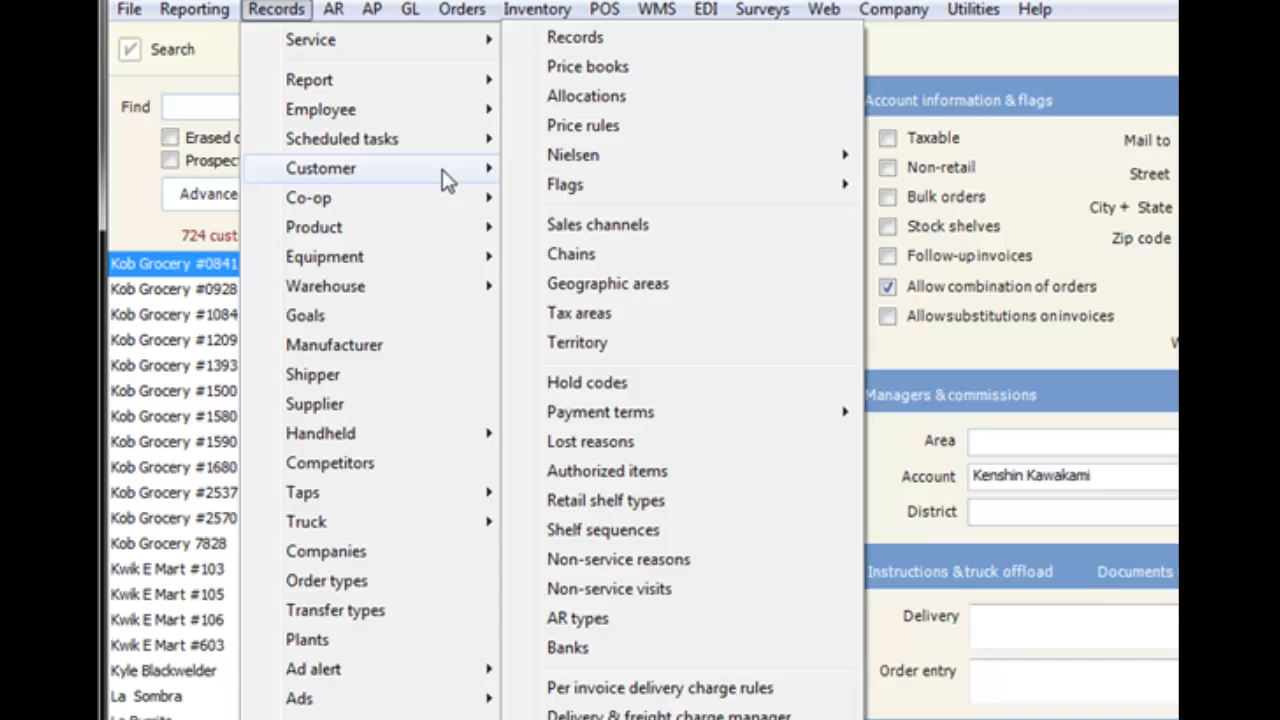 File Reporting Records AR AP GL Orders Inventory POS WMS EDI Surveys Web Company Utilities Help
Search
Find
Erased
Prospec
Advance
724 cust
Kob Grocery #0841
Kob Grocery #0928
Kob Grocery #1084
Kob Grocery #1209
Kob Grocery #1393
Kob Grocery #1500
Kob Grocery #1580
Kob Grocery #1590
Kob Grocery #1680
Kob Grocery #2537
Kob Grocery #2570
Kob Grocery 7828
Kwik E Mart #103
Kwik E Mart #105
Kwik E Mart #106
Kwik E Mart #603
Kyle Blackwelder
La Sombra
Service
Report
Employee
Scheduled tasks
Customer
Co-op
Product
Equipment
Warehouse
Goals
Manufacturer
Shipper
Supplier
Handheld
Competitors
Taps
Truck
Companies
Order types
Transfer types
Plants
Ad alert
Ads
Records
Price books
Allocations
Price rules
Nielsen
Flags
Sales channels
Chains
Geographic areas
Tax areas
Territory
Hold codes
Payment terms
Lost reasons
Authorized items
Retail shelf types
Shelf sequences
Non-service reasons
Non-service visits
AR types
Banks
Per invoice delivery charge rules
Delivery & freight charge manager
Account information & flags
Taxable
Non-retail
Bulk orders
Stock shelves
Follow-up invoices
Allow combination of orders
Allow substitutions on invoices
Mail to
Street
City + State
Zip code
Managers & commissions
Area
Account Kenshin Kawakami
District
Instructions & truck offload Documents
Delivery
Order entry